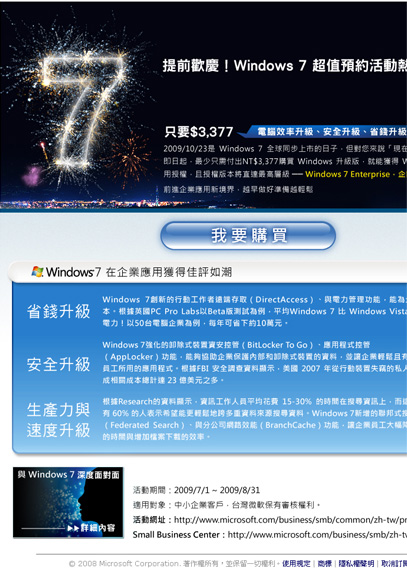 7
提前歡慶！Windows 7 超值預約活動熱
只要$3,377
電腦效率升級、安全升級、省錢升級
2009/10/23是 Windows 7 全球同步上市的日子，但對您來說「現在
即日起，最少只需付出NT$3,377購買 Windows 升級版，就能獲得 W
用授權，且授權版本將直達最高層級 ── Windows 7 Enterprise，企
前進企業應用新境界，越早做好準備越輕鬆
我要購買
Windows 7 在企業應用獲得佳評如潮
省錢升級
Windows 7創新的行動工作者遠端存取（DirectAccess）、與電力管理功能，能為
本。根據英國PC Pro Labs以Beta版測試為例，平均Windows 7 比 Windows Vista
電力！以50台電腦企業為例，每年可省下約10萬元。
安全升級
Windows 7強化的卸除式裝置資安控管（BitLocker To Go）、應用程式控管
（AppLocker）功能，能夠協助企業保護內部和卸除式裝置的資料，並讓企業輕鬆且有
員工所用的應用程式。根據FBI 安全調查資料顯示，美國 2007 年從行動裝置失竊的私人
成相關成本總計達 23 億美元之多。
生產力與
速度升級
根據Research的資料顯示，資訊工作人員平均花費 15-30% 的時間在搜尋資訊上，而這
有 60% 的人表示希望能更輕鬆地跨多重資料來源搜尋資料。Windows 7新增的聯邦式搜
（Federated Search）、與分公司網路效能（BranchCache）功能，讓企業員工大幅降
的時間與增加檔案下載的效率。
與 Windows 7 深度面對面
▶▶詳細內容
活動期間：2009/7/1 ~ 2009/8/31
適用對象：中小企業客戶，台灣微軟保有審核權利。
活動網址：http://www.microsoft.com/business/smb/common/zh-tw/pr
Small Business Center：http://www.microsoft.com/business/smb/zh-tw
© 2008 Microsoft Corporation. 著作權所有，並保留一切權利。使用規定 | 商標 | 隱私權聲明 | 取消訂閱